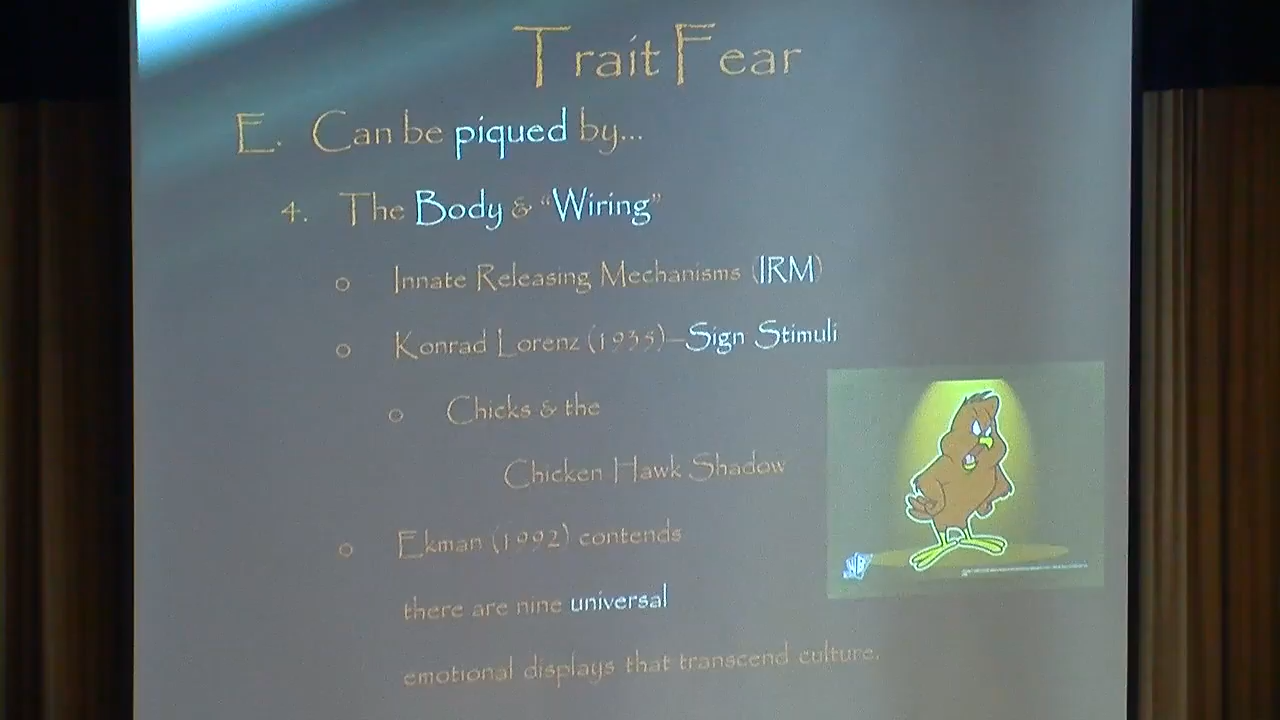 Trait Fear
E. Can be piqued by...
4. The Body & "Wiring"
o Innate Releasing Mechanisms (IRM)
o Konrad Lorenz (1935)—Sign Stimuli
o Chicks & the
Chicken Hawk Shadow
o Ekman (1992) contends
there are nine universal
emotional displays that transcend culture.
WB